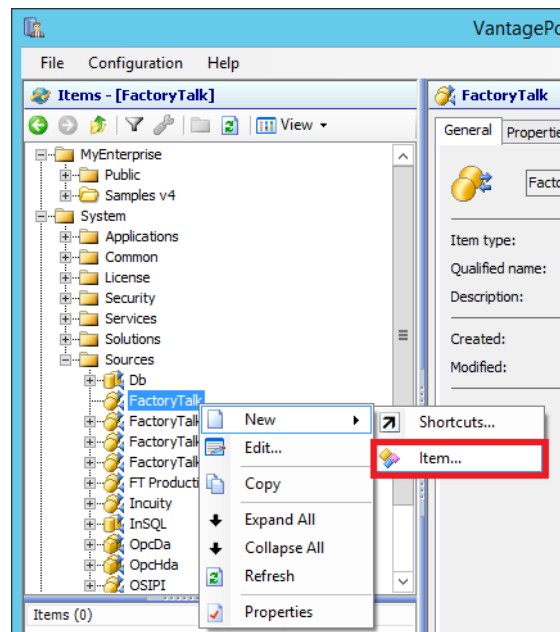 VantagePo
File Configuration Help
Items - [FactoryTalk]
View
MyEnterprise
Public
Samples v4
System
Applications
Common
License
Security
Services
Solutions
Sources
Db
FactoryTalk
FactoryTalk
FactoryTalk
FactoryTalk
FT Producti
Incuity
InSQL
OpcDa
OpcHda
OSIPI
Items (0)
New
Edit...
Copy
Expand All
Collapse All
Refresh
Properties
Shortcuts...
Item...
FactoryTalk
General Propertie
Facto
Item type:
Qualified name:
Description:
Created:
Modified: